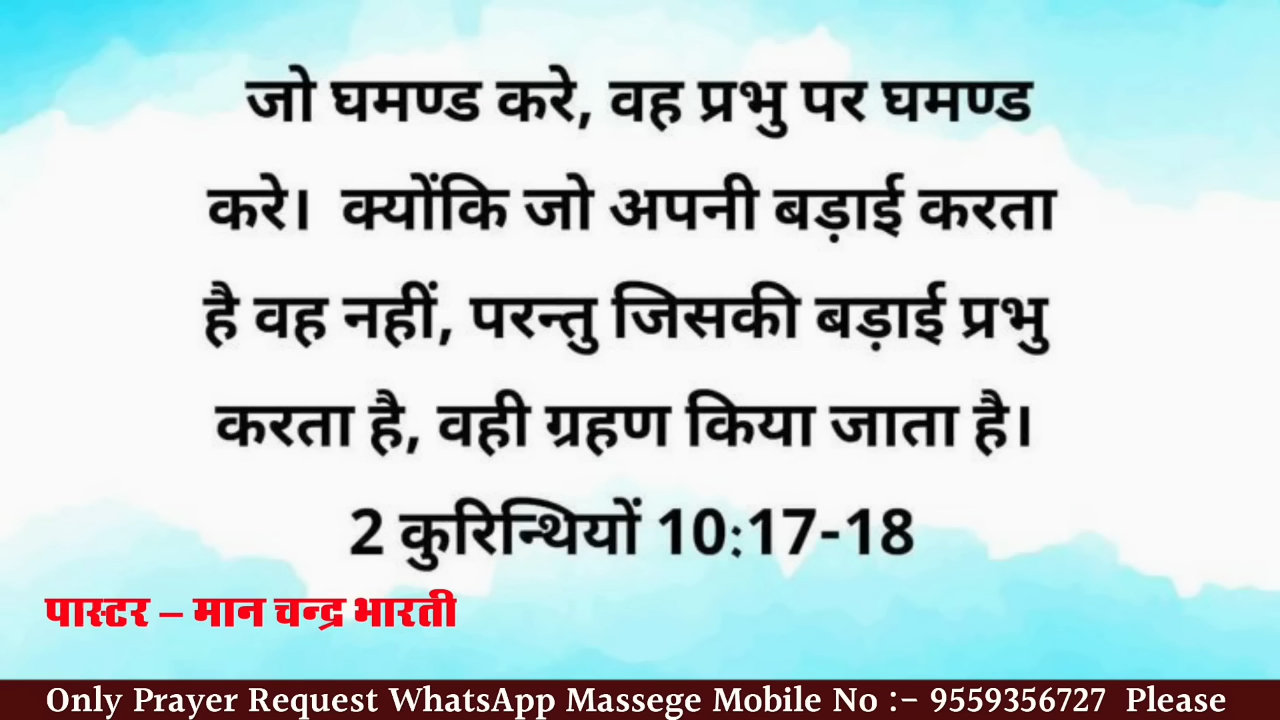 जो घमण्ड करे, वह प्रभु पर घमण्ड
करे। क्योंकि जो अपनी बड़ाई करता
है वह नहीं, परन्तु जिसकी बड़ाई प्रभु
करता है, वही ग्रहण किया जाता है।
2 कुरिन्थियों 10:17-18
पास्टर – मान चन्द्र भारती
Only Prayer Request WhatsApp Massege Mobile No :- 9559356727 Please